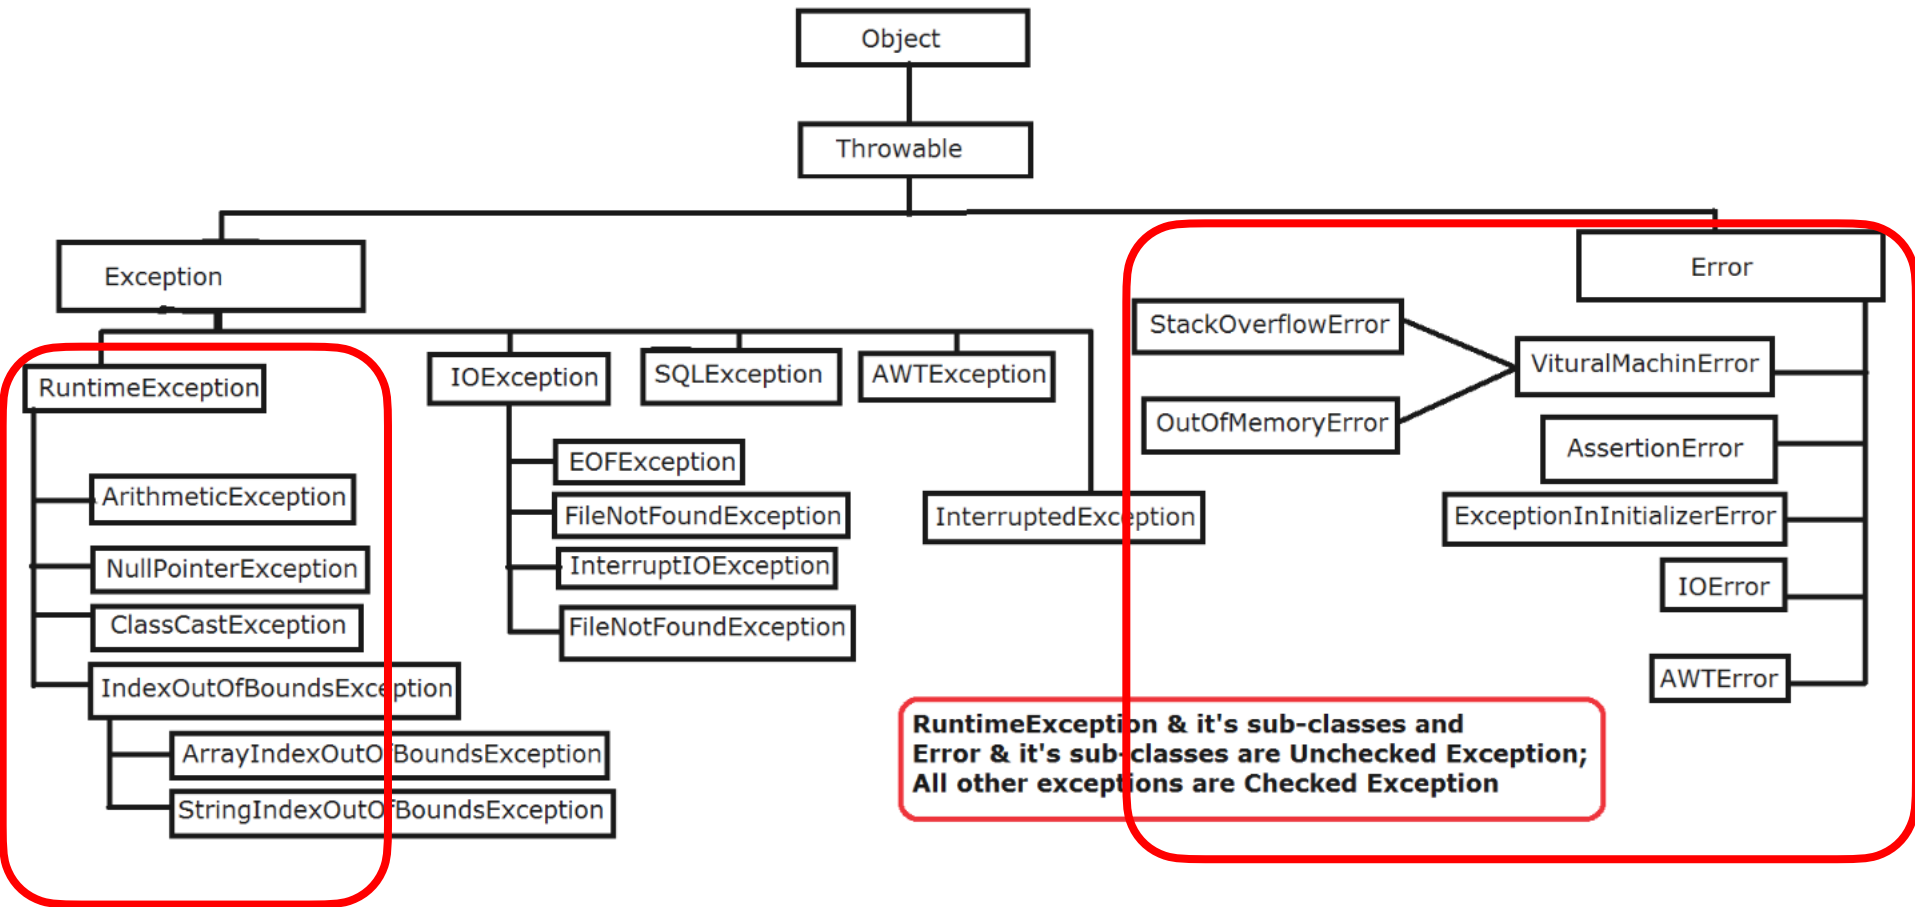 Object
Throwable
Exception
Error
RuntimeException
IOException
SQLException
AWTException
StackOverflowError
VituralMachinError
OutOfMemoryError
AssertionError
EOFException
ArithmeticException
FileNotFoundException
InterruptedException
ExceptionInInitializerError
NullPointerException
InterruptIOException
IOError
ClassCastException
FileNotFoundException
IndexOutOfBoundsException
AWTError
ArrayIndexOutOfBoundsException
StringIndexOutOfBoundsException
RuntimeException & it's sub-classes and
Error & it's sub-classes are Unchecked Exception;
All other exceptions are Checked Exception